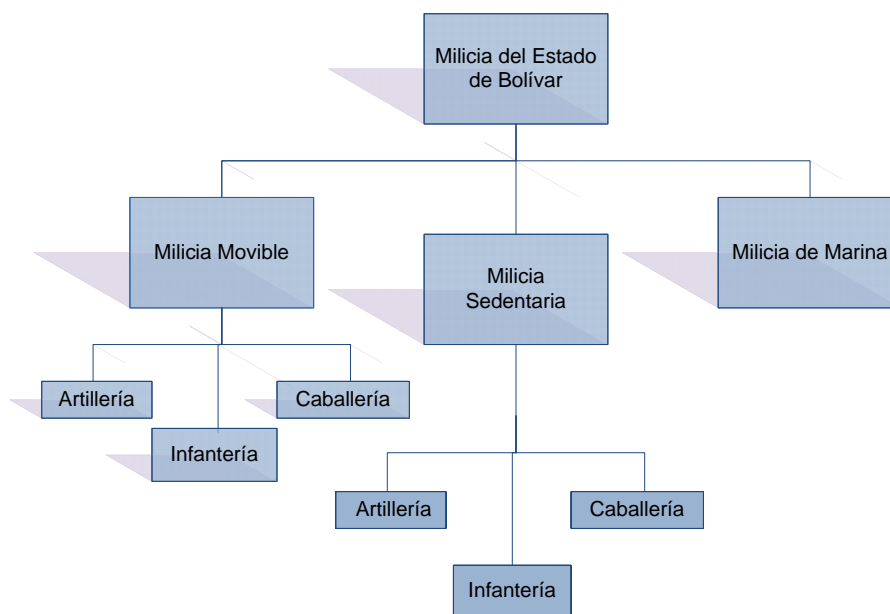 Milicia del Estado
de Bolívar
Milicia Movible
Milicia
Sedentaria
Milicia de Marina
Artillería
Caballería
Infantería
Artillería
Caballería
Infantería